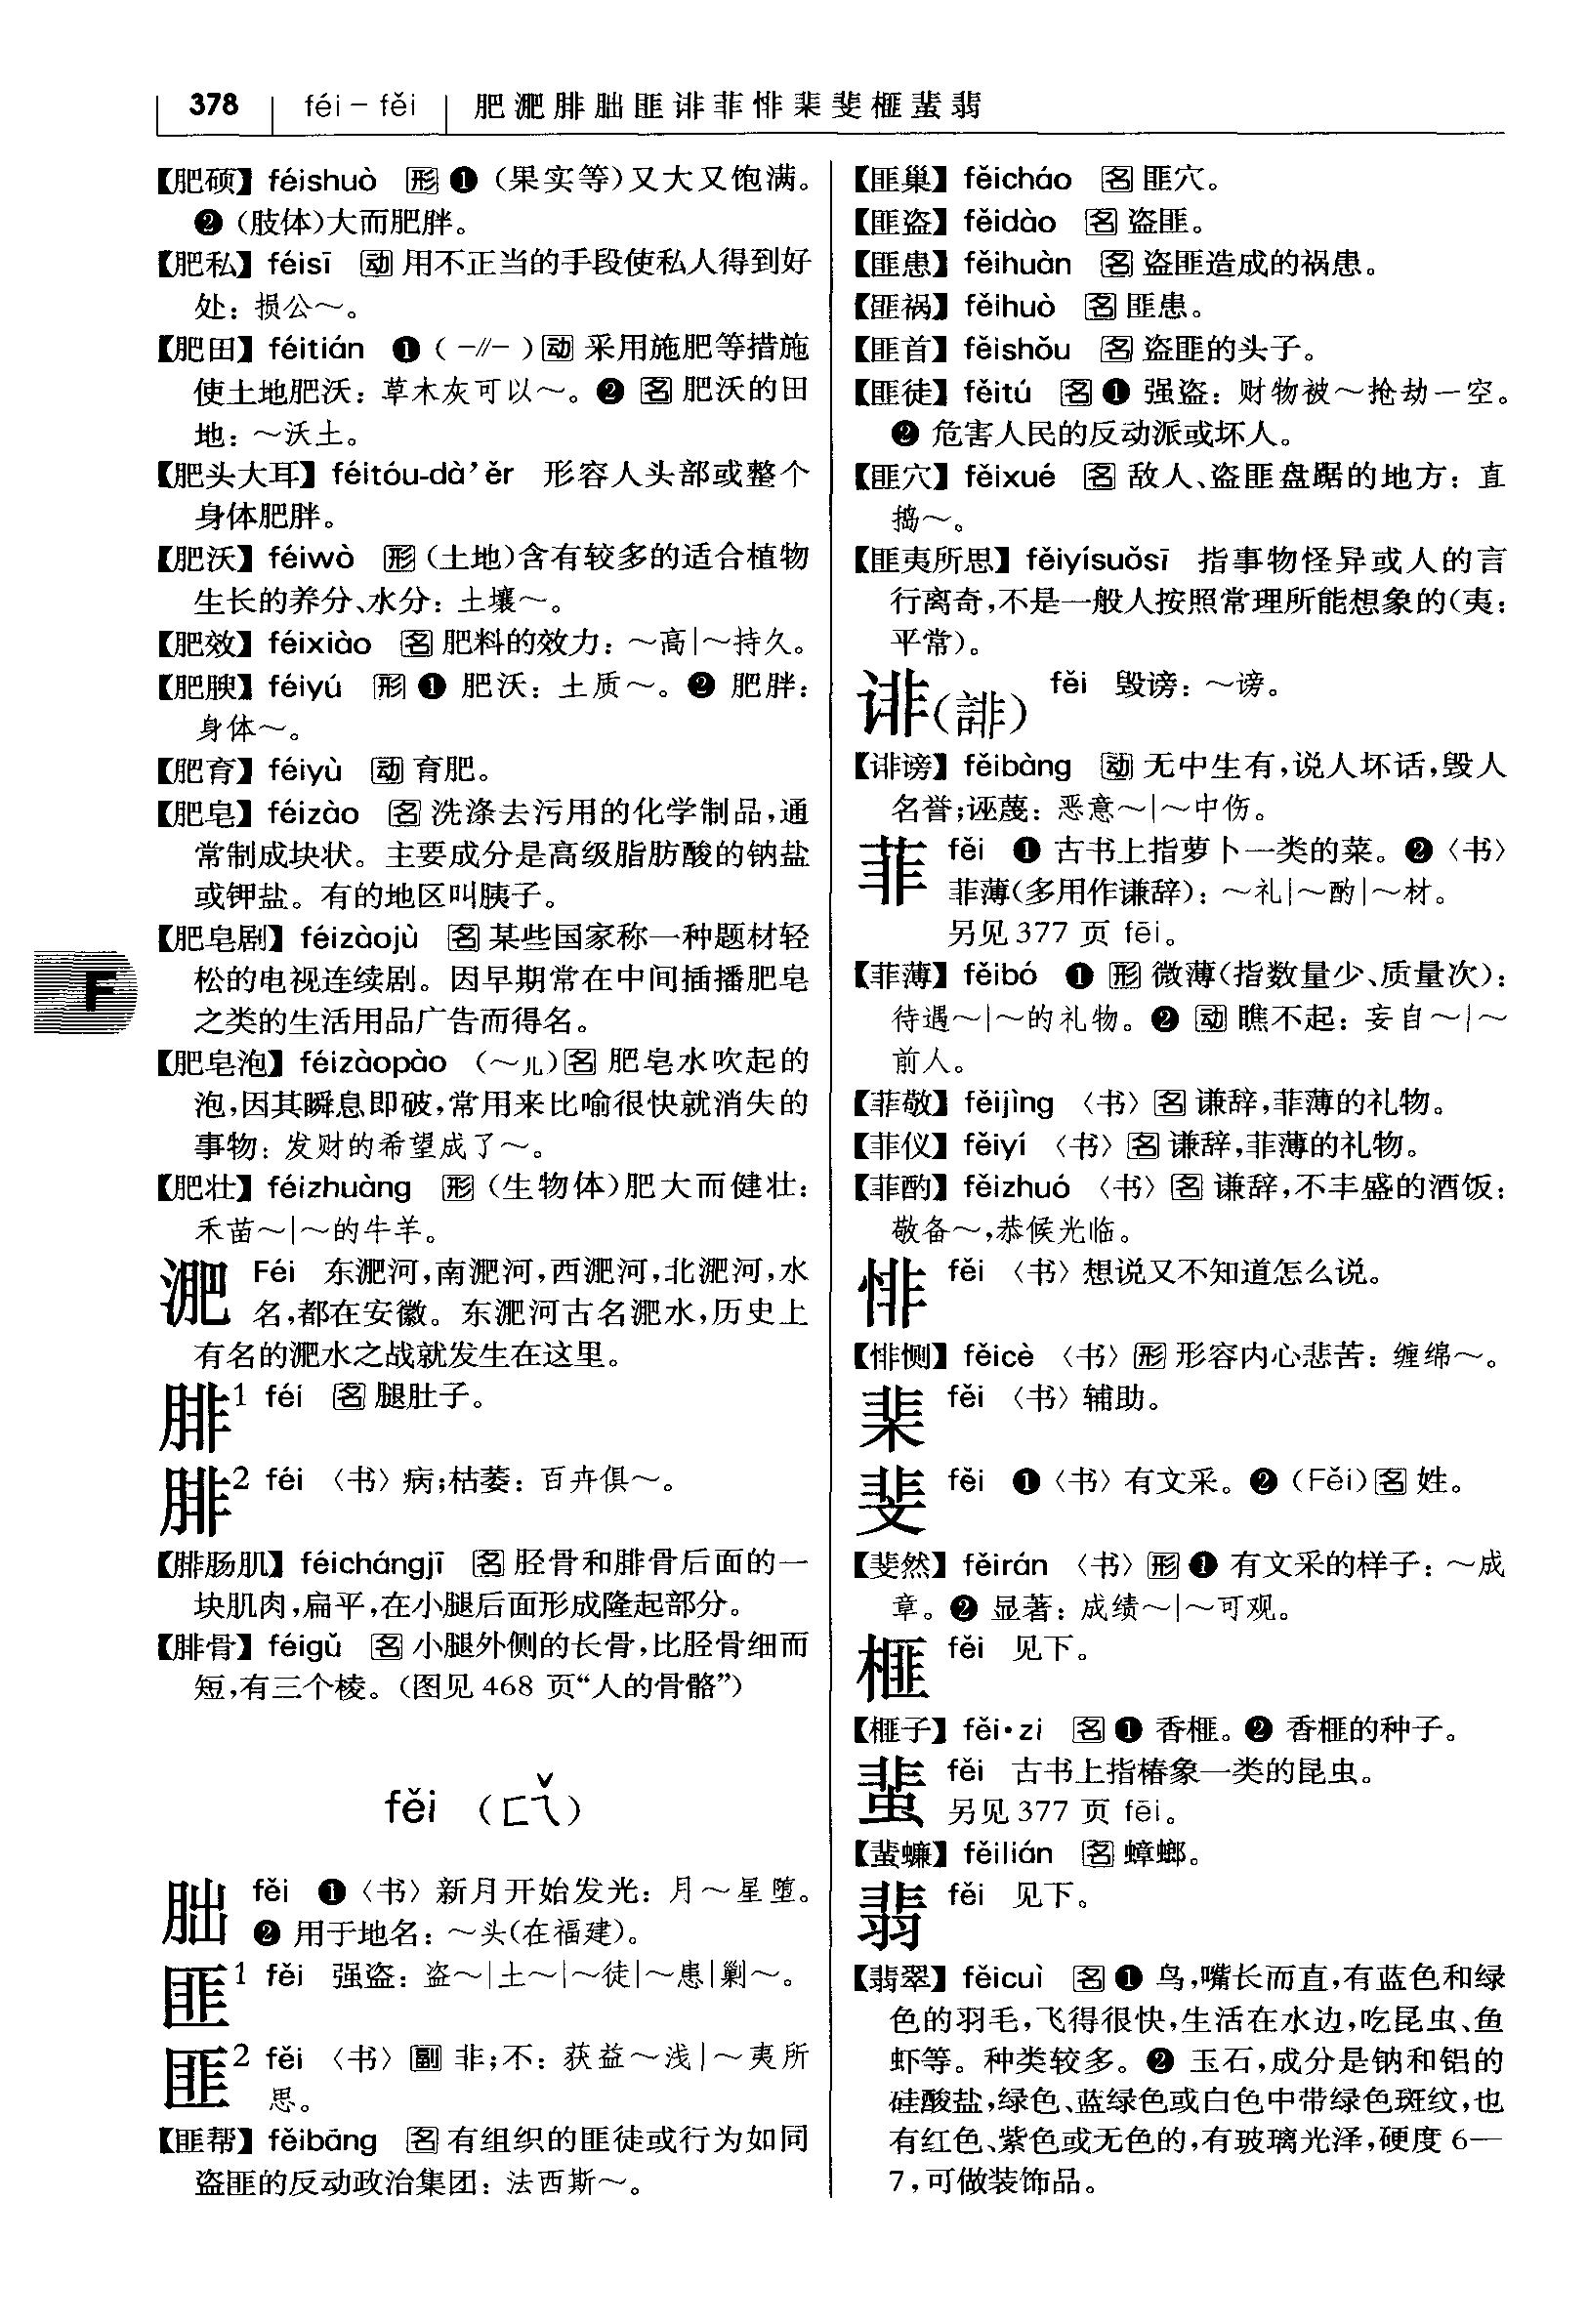 378 féi－fěi 肥淝腓朏匪诽菲悱棐斐榧蜚翡
【肥硕】féishuò 形 ❶（果实等）又大又饱满。
❷（肢体）大而肥胖。
【肥私】féisī 动 用不正当的手段使私人得到好
处：损公～。
【肥田】féitián ❶（－//－）动 采用施肥等措施
使土地肥沃：草木灰可以～。❷ 名 肥沃的田
地：～沃土。
【肥头大耳】féitóu-dà’ěr 形容人头部或整个
身体肥胖。
【肥沃】féiwò 形（土地）含有较多的适合植物
生长的养分、水分：土壤～。
【肥效】féixiào 名 肥料的效力：～高|～持久。
【肥腴】féiyú 形 ❶ 肥沃：土质～。❷ 肥胖：
身体～。
【肥育】féiyù 动 育肥。
【肥皂】féizào 名 洗涤去污用的化学制品，通
常制成块状。主要成分是高级脂肪酸的钠盐
或钾盐。有的地区叫胰子。
【肥皂剧】féizàojù 名 某些国家称一种题材轻
松的电视连续剧。因早期常在中间插播肥皂
之类的生活用品广告而得名。
【肥皂泡】féizàopào（～儿）名 肥皂水吹起的
泡，因其瞬息即破，常用来比喻很快就消失的
事物：发财的希望成了～。
【肥壮】féizhuàng 形（生物体）肥大而健壮：
禾苗～|～的牛羊。
淝 Féi 东淝河，南淝河，西淝河，北淝河，水
名，都在安徽。东淝河古名淝水，历史上
有名的淝水之战就发生在这里。
腓1 féi 名 腿肚子。
腓2 féi〈书〉病；枯萎：百卉俱～。
【腓肠肌】féichángjī 名 胫骨和腓骨后面的一
块肌肉，扁平，在小腿后面形成隆起部分。
【腓骨】féigǔ 名 小腿外侧的长骨，比胫骨细而
短，有三个棱。（图见 468 页“人的骨骼”）
fěi （ㄈㄟˇ）
朏 fěi ❶〈书〉新月开始发光：月～星堕。
❷ 用于地名：～头（在福建）。
匪1 fěi 强盗：盗～|土～|～徒|～患|剿～。
匪2 fěi〈书〉副 非；不：获益～浅|～夷所
思。
【匪帮】fěibāng 名 有组织的匪徒或行为如同
盗匪的反动政治集团：法西斯～。
【匪巢】fěicháo 名 匪穴。
【匪盗】fěidào 名 盗匪。
【匪患】fěihuàn 名 盗匪造成的祸患。
【匪祸】fěihuò 名 匪患。
【匪首】fěishǒu 名 盗匪的头子。
【匪徒】fěitú 名 ❶ 强盗：财物被～抢劫一空。
❷ 危害人民的反动派或坏人。
【匪穴】fěixué 名 敌人、盗匪盘踞的地方：直
捣～。
【匪夷所思】fěiyísuǒsī 指事物怪异或人的言
行离奇，不是一般人按照常理所能想象的（夷：
平常）。
诽（誹） fěi 毁谤：～谤。
【诽谤】fěibàng 动 无中生有，说人坏话，毁人
名誉；诬蔑：恶意～|～中伤。
菲 fěi ❶ 古书上指萝卜一类的菜。❷〈书〉
菲薄（多用作谦辞）：～礼|～酌|～材。
另见 377 页 fēi。
【菲薄】fěibó ❶ 形 微薄（指数量少、质量次）：
待遇～|～的礼物。❷ 动 瞧不起：妄自～|～
前人。
【菲敬】fěijìng〈书〉名 谦辞，菲薄的礼物。
【菲仪】fěiyí〈书〉名 谦辞，菲薄的礼物。
【菲酌】fěizhuó〈书〉名 谦辞，不丰盛的酒饭：
敬备～，恭候光临。
悱 fěi〈书〉想说又不知道怎么说。
【悱恻】fěicè〈书〉形 形容内心悲苦：缠绵～。
棐 fěi〈书〉辅助。
斐 fěi ❶〈书〉有文采。❷（Fěi）名 姓。
【斐然】fěirán〈书〉形 ❶ 有文采的样子：～成
章。❷ 显著：成绩～|～可观。
榧 fěi 见下。
【榧子】fěi·zi 名 ❶ 香榧。❷ 香榧的种子。
蜚 fěi 古书上指椿象一类的昆虫。
另见 377 页 fēi。
【蜚蠊】fěilián 名 蟑螂。
翡 fěi 见下。
【翡翠】fěicuì 名 ❶ 鸟，嘴长而直，有蓝色和绿
色的羽毛，飞得很快，生活在水边，吃昆虫、鱼
虾等。种类较多。❷ 玉石，成分是钠和铝的
硅酸盐，绿色、蓝绿色或白色中带绿色斑纹，也
有红色、紫色或无色的，有玻璃光泽，硬度 6—
7，可做装饰品。
F